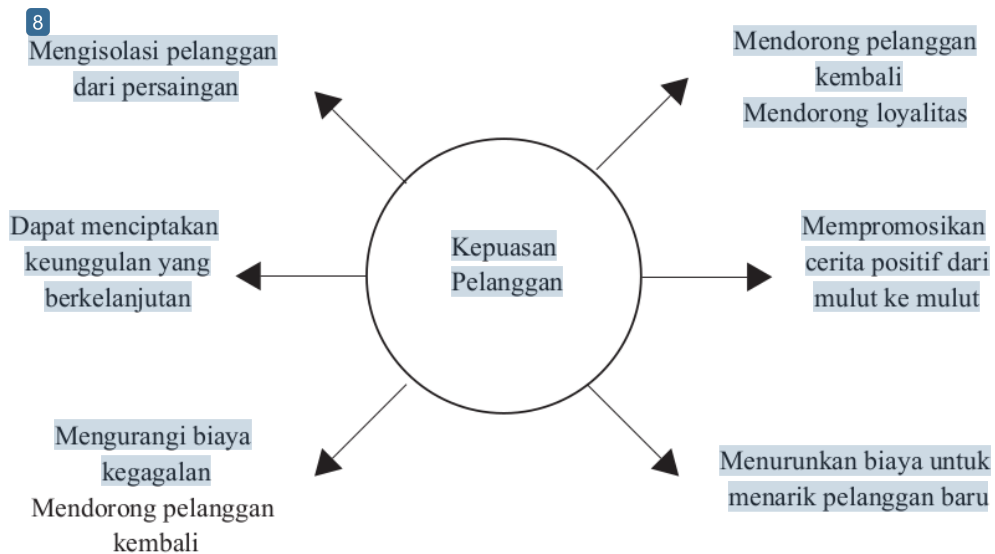 8
Mengisolasi pelanggan
dari persaingan
Mendorong pelanggan
kembali
Mendorong loyalitas
Dapat menciptakan
keunggulan yang
berkelanjutan
Kepuasan
Pelanggan
Mempromosikan
cerita positif dari
mulut ke mulut
Mengurangi biaya
kegagalan
Mendorong pelanggan
kembali
Menurunkan biaya untuk
menarik pelanggan baru